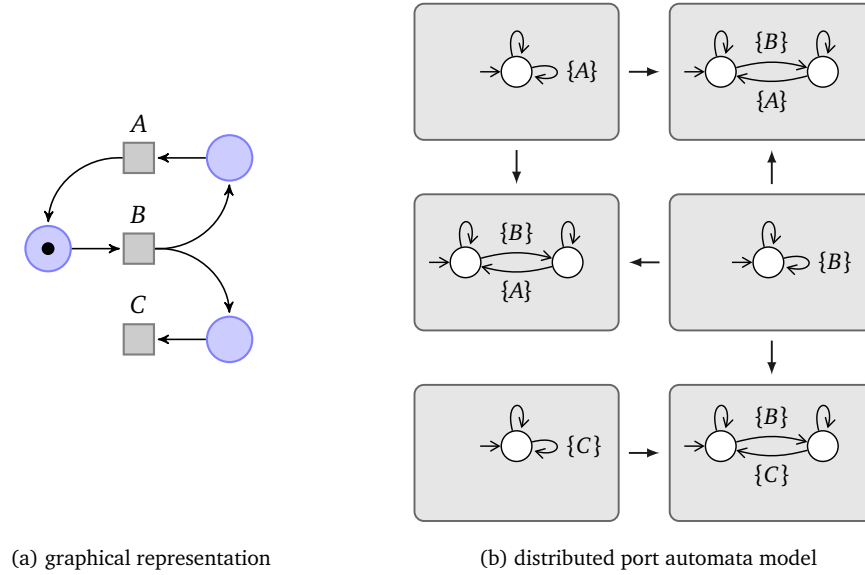 A
B
C
{A}
{B}
{A}
{B}
{A}
{B}
{C}
{B}
{C}
(a) graphical representation
(b) distributed port automata model